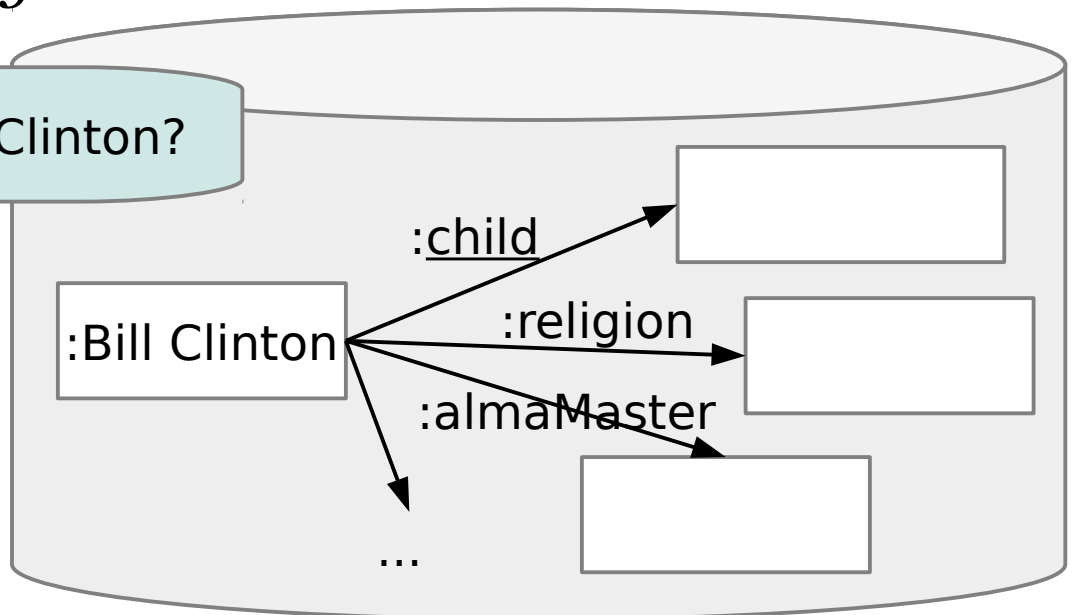 Clinton?
:child
:religion
:Bill Clinton
:almaMaster
...